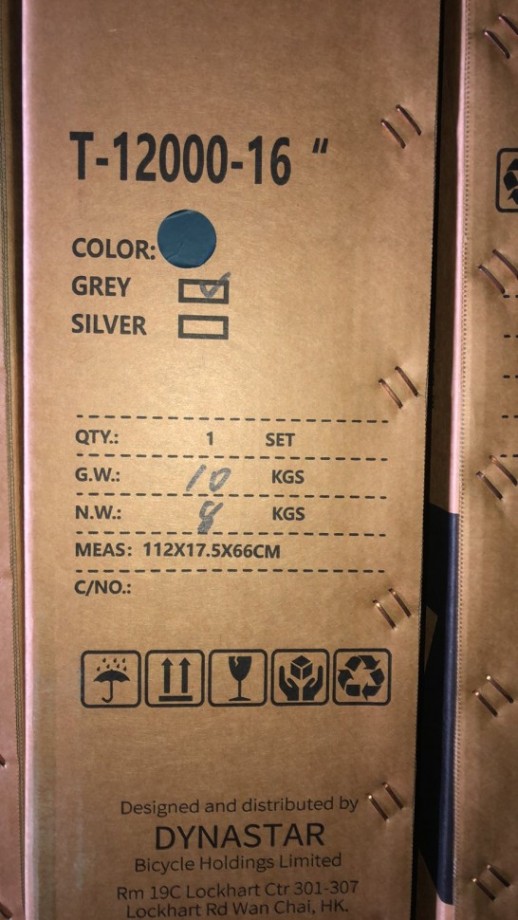 T-12000-16 "
COLOR:
GREY
SILVER
QTY.: 1 SET
G.W.: 10 KGS
N.W.: 8 KGS
MEAS: 112X17.5X66CM
C/NO.:
Designed and distributed by
DYNASTAR
Bicycle Holdings Limited
Rm 19C Lockhart Ctr 301-307
Lockhart Rd Wan Chai, HK.